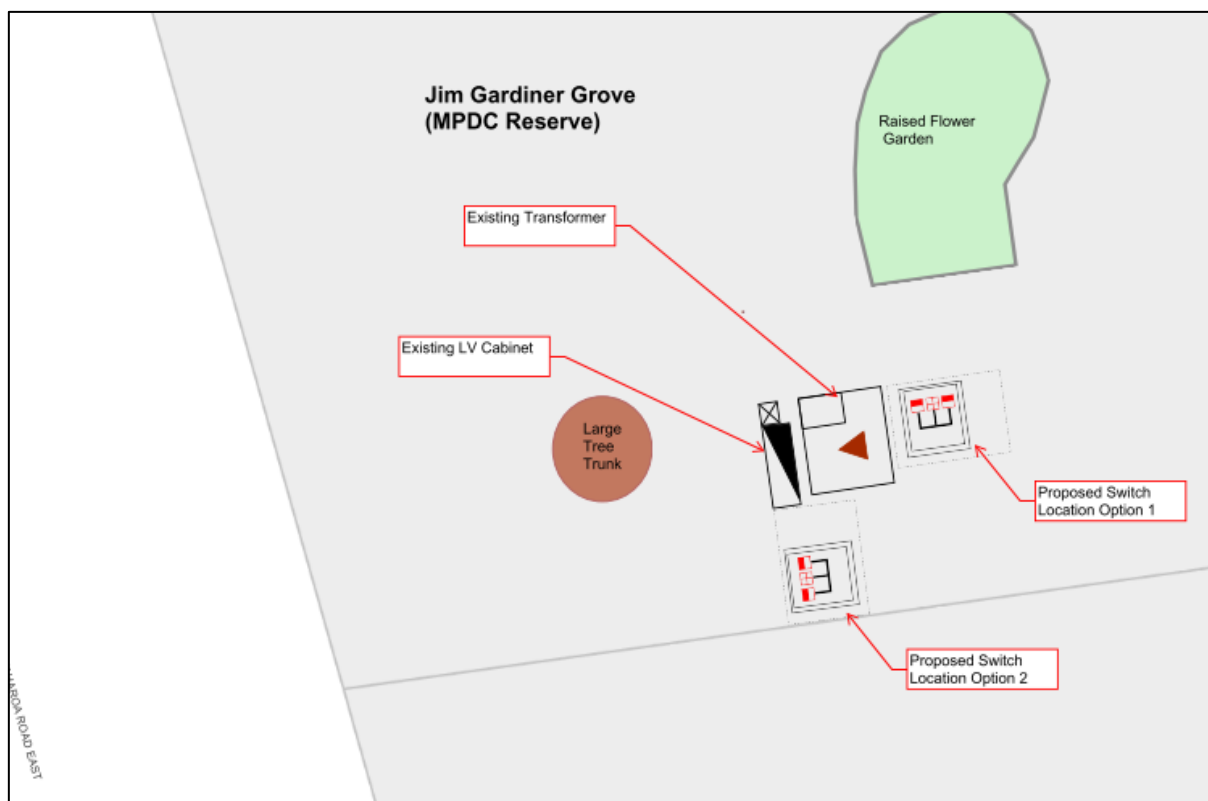 Jim Gardiner Grove
(MPDC Reserve)
Raised Flower
Garden
Existing Transformer
Existing LV Cabinet
Large
Tree
Trunk
Proposed Switch
Location Option 1
Proposed Switch
Location Option 2
ROAD EAST